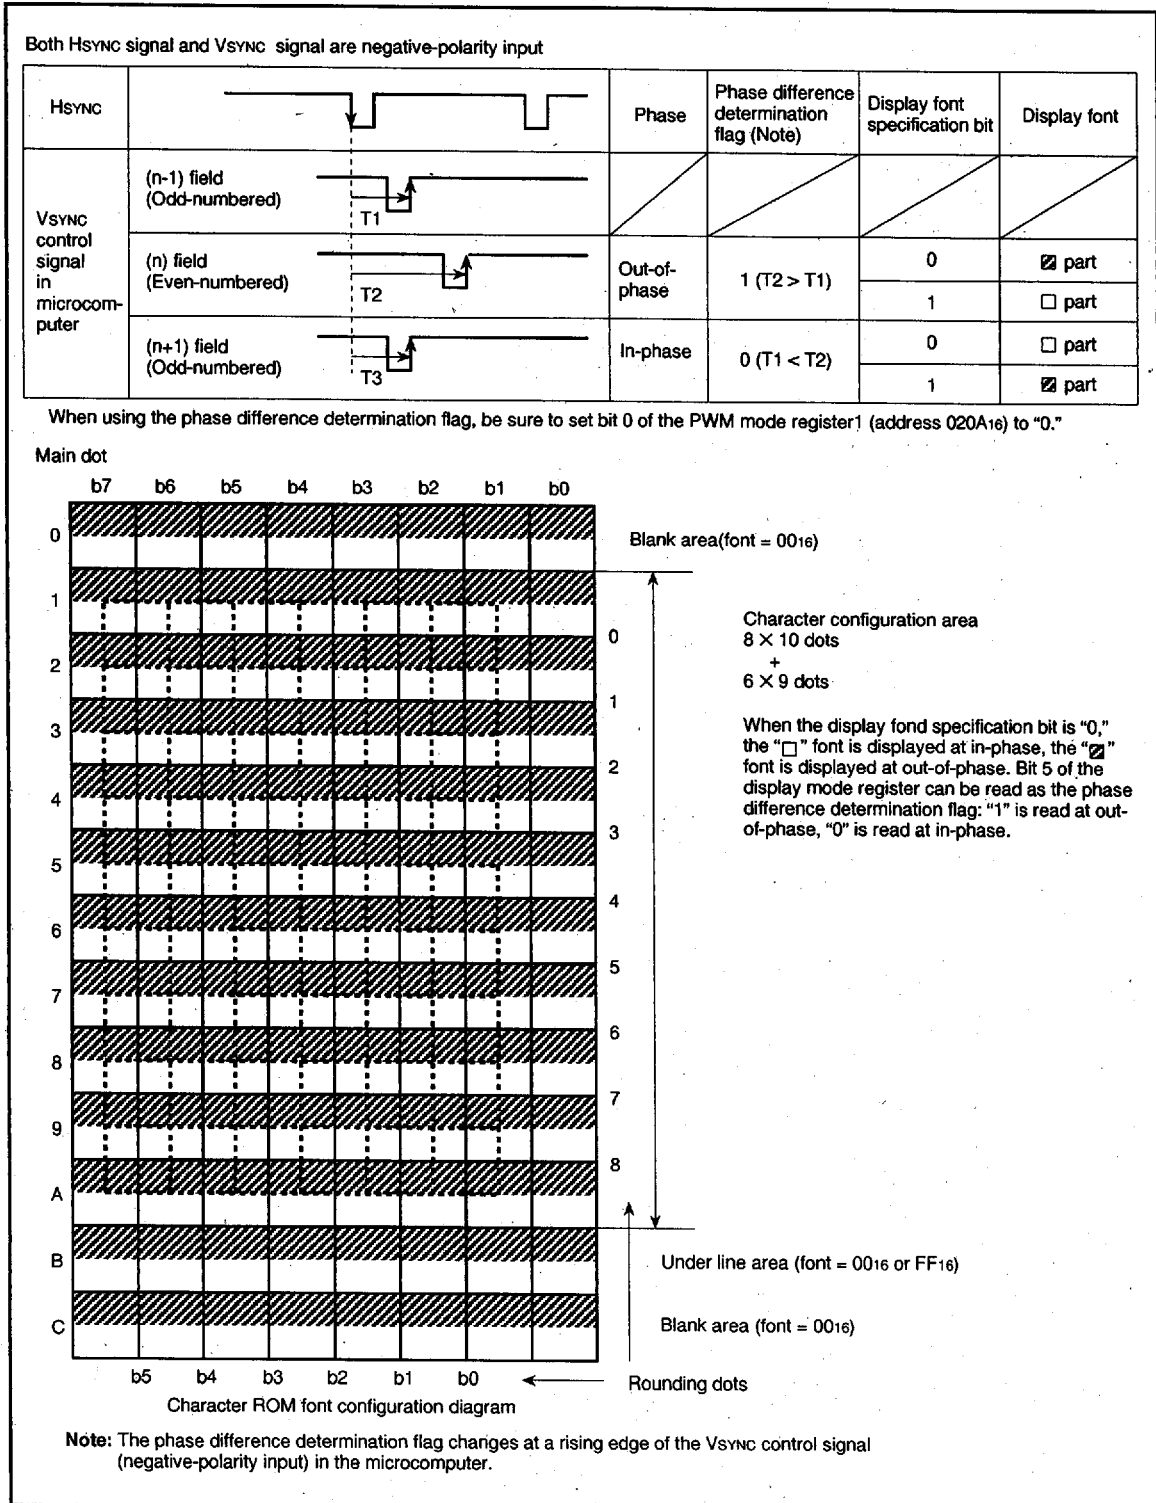 Both HSYNC signal and VSYNC signal are negative-polarity input
HSYNC
Phase
Phase difference
determination
flag (Note)
Display font
specification bit
Display font
VSYNC
control
signal
in
microcom-
puter
(n-1) field
(Odd-numbered)
T1
(n) field
(Even-numbered)
T2
Out-of-
phase
1 (T2 > T1)
0
▨ part
1
□ part
(n+1) field
(Odd-numbered)
T3
In-phase
0 (T1 < T2)
0
□ part
1
▨ part
When using the phase difference determination flag, be sure to set bit 0 of the PWM mode register1 (address 020A16) to “0.”
Main dot
b7 b6 b5 b4 b3 b2 b1 b0
0
1
2
3
4
5
6
7
8
9
A
B
C
0
1
2
3
4
5
6
7
8
Blank area(font = 0016)
Character configuration area
8 × 10 dots
+
6 × 9 dots
When the display fond specification bit is “0,”
the “□” font is displayed at in-phase, the “▨”
font is displayed at out-of-phase. Bit 5 of the
display mode register can be read as the phase
difference determination flag: “1” is read at out-
of-phase, “0” is read at in-phase.
Under line area (font = 0016 or FF16)
Blank area (font = 0016)
b5 b4 b3 b2 b1 b0
Rounding dots
Character ROM font configuration diagram
Note: The phase difference determination flag changes at a rising edge of the VSYNC control signal
(negative-polarity input) in the microcomputer.